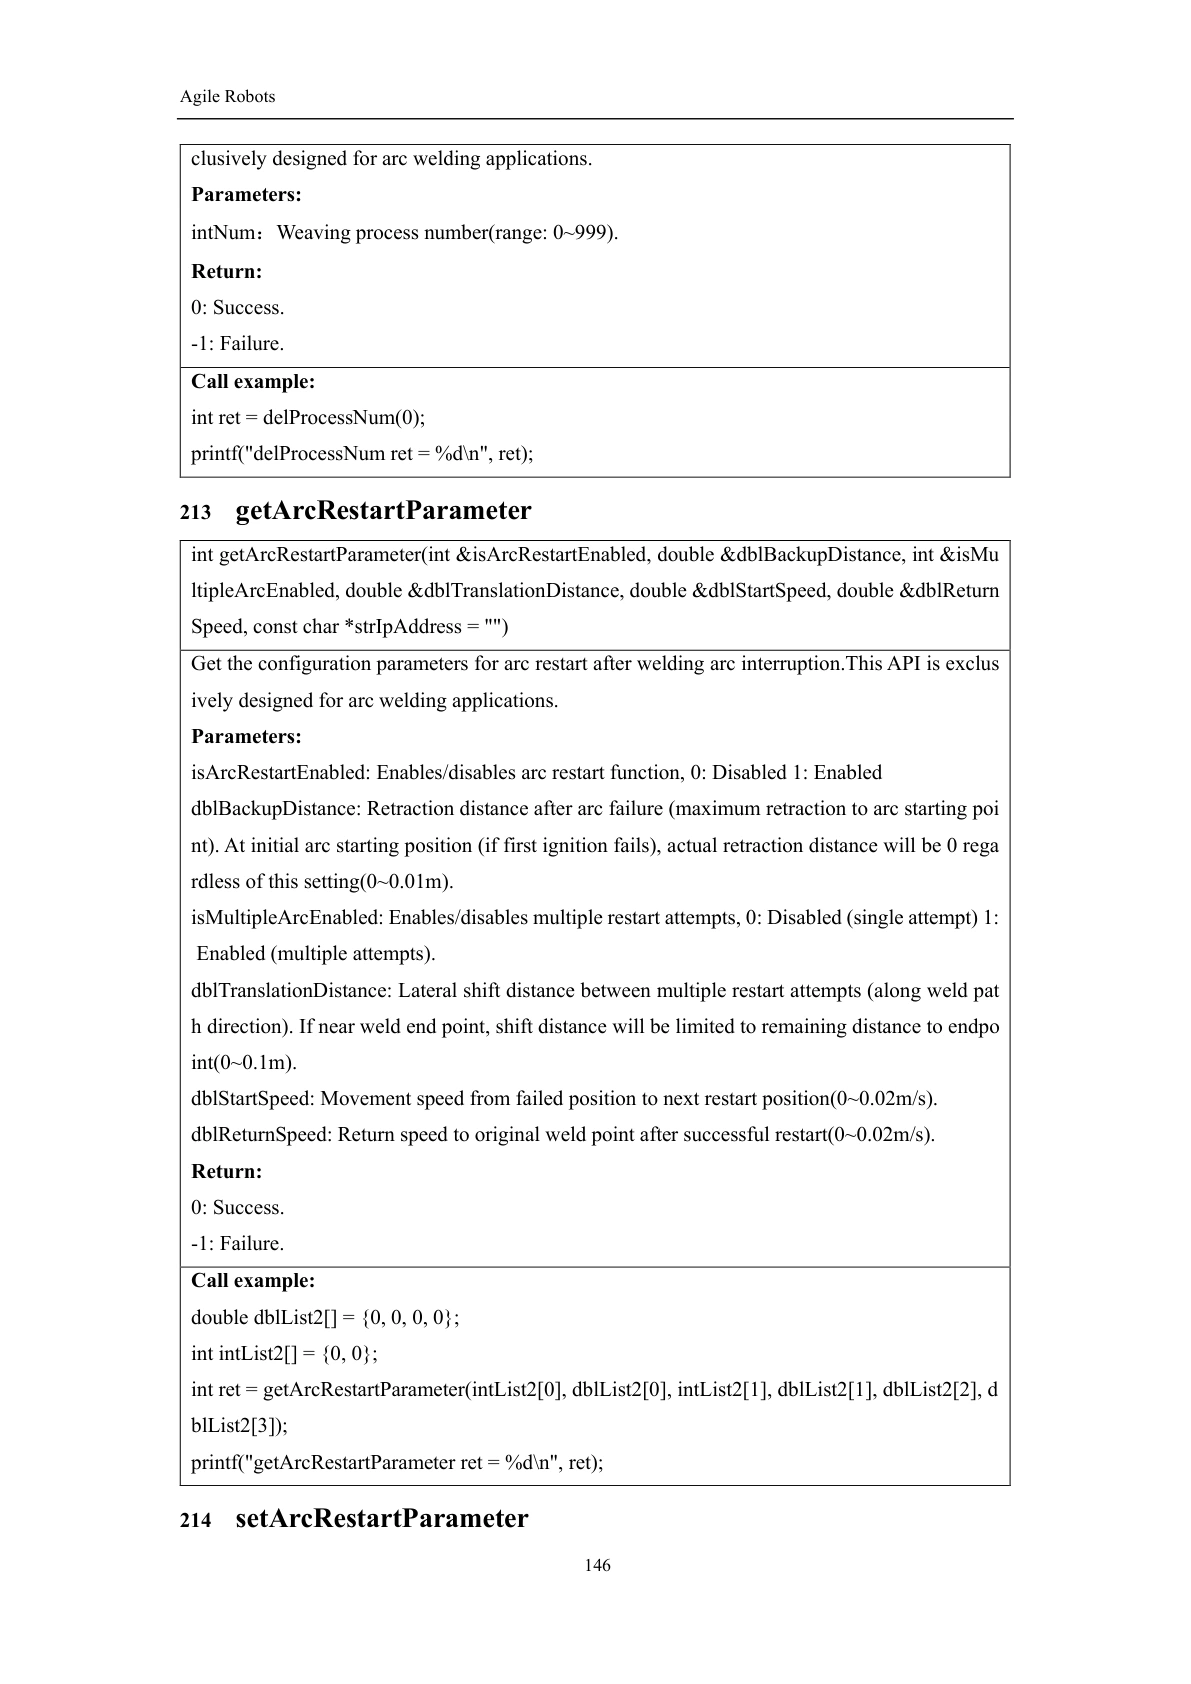 Agile Robots
clusively designed for arc welding applications.
Parameters:
intNum：Weaving process number(range: 0~999).
Return:
0: Success.
-1: Failure.
Call example:
int ret = delProcessNum(0);
printf("delProcessNum ret = %d\n", ret);
213 getArcRestartParameter
int getArcRestartParameter(int &isArcRestartEnabled, double &dblBackupDistance, int &isMu
ltipleArcEnabled, double &dblTranslationDistance, double &dblStartSpeed, double &dblReturn
Speed, const char *strIpAddress = "")
Get the configuration parameters for arc restart after welding arc interruption.This API is exclus
ively designed for arc welding applications.
Parameters:
isArcRestartEnabled: Enables/disables arc restart function, 0: Disabled 1: Enabled
dblBackupDistance: Retraction distance after arc failure (maximum retraction to arc starting poi
nt). At initial arc starting position (if first ignition fails), actual retraction distance will be 0 rega
rdless of this setting(0~0.01m).
isMultipleArcEnabled: Enables/disables multiple restart attempts, 0: Disabled (single attempt) 1:
Enabled (multiple attempts).
dblTranslationDistance: Lateral shift distance between multiple restart attempts (along weld pat
h direction). If near weld end point, shift distance will be limited to remaining distance to endpo
int(0~0.1m).
dblStartSpeed: Movement speed from failed position to next restart position(0~0.02m/s).
dblReturnSpeed: Return speed to original weld point after successful restart(0~0.02m/s).
Return:
0: Success.
-1: Failure.
Call example:
double dblList2[] = {0, 0, 0, 0};
int intList2[] = {0, 0};
int ret = getArcRestartParameter(intList2[0], dblList2[0], intList2[1], dblList2[1], dblList2[2], d
blList2[3]);
printf("getArcRestartParameter ret = %d\n", ret);
214 setArcRestartParameter
146